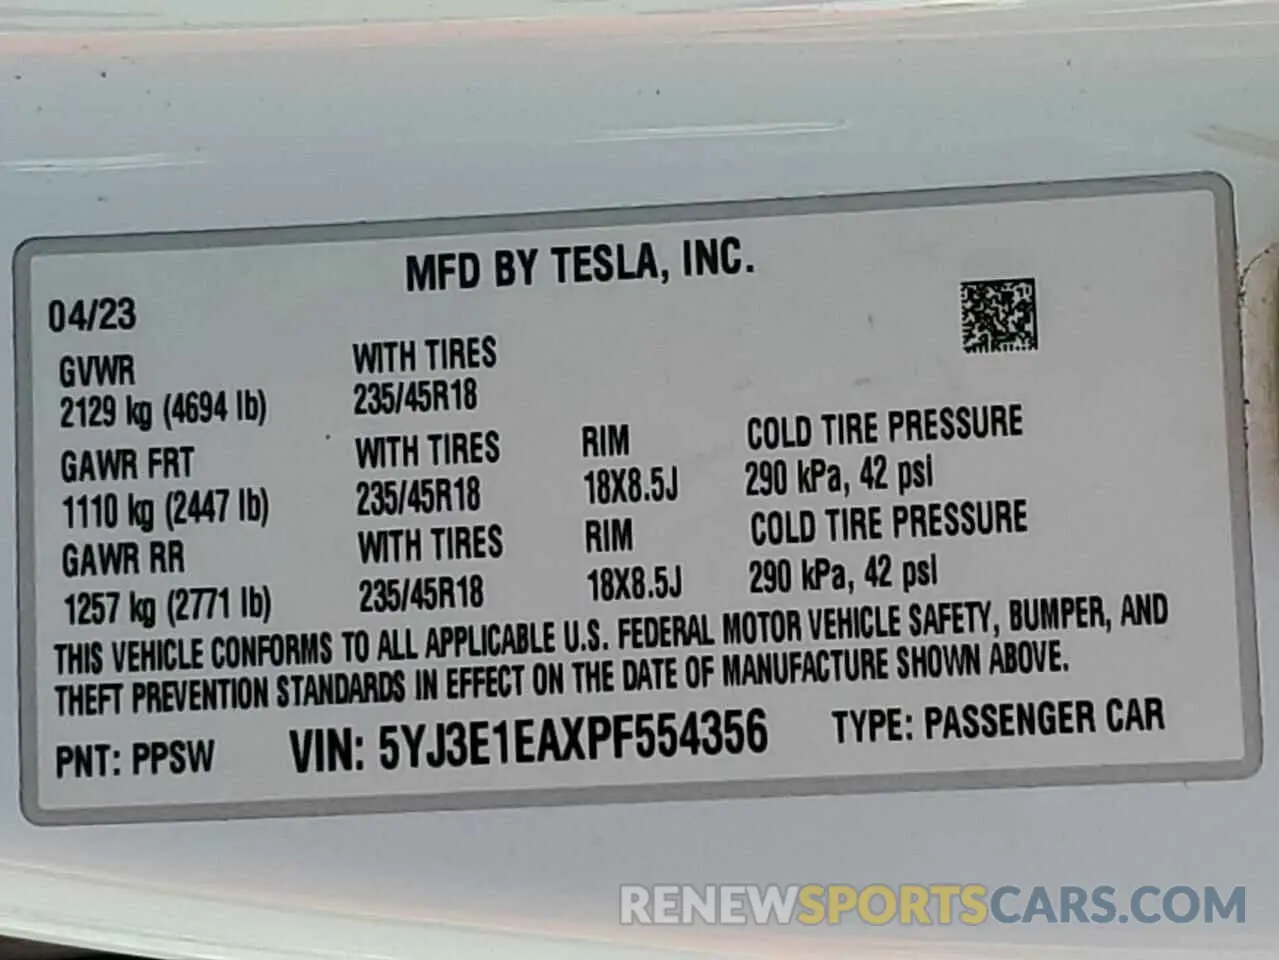 MFD BY TESLA, INC.
04/23
GVWR WITH TIRES
2129 kg (4694 lb) 235/45R18
GAWR FRT WITH TIRES RIM COLD TIRE PRESSURE
1110 kg (2447 lb) 235/45R18 18X8.5J 290 kPa, 42 psi
GAWR RR WITH TIRES RIM COLD TIRE PRESSURE
1257 kg (2771 lb) 235/45R18 18X8.5J 290 kPa, 42 psi
THIS VEHICLE CONFORMS TO ALL APPLICABLE U.S. FEDERAL MOTOR VEHICLE SAFETY, BUMPER, AND
THEFT PREVENTION STANDARDS IN EFFECT ON THE DATE OF MANUFACTURE SHOWN ABOVE.
PNT: PPSW VIN: 5YJ3E1EAXPF554356 TYPE: PASSENGER CAR
RENEWSPORTSCARS.COM